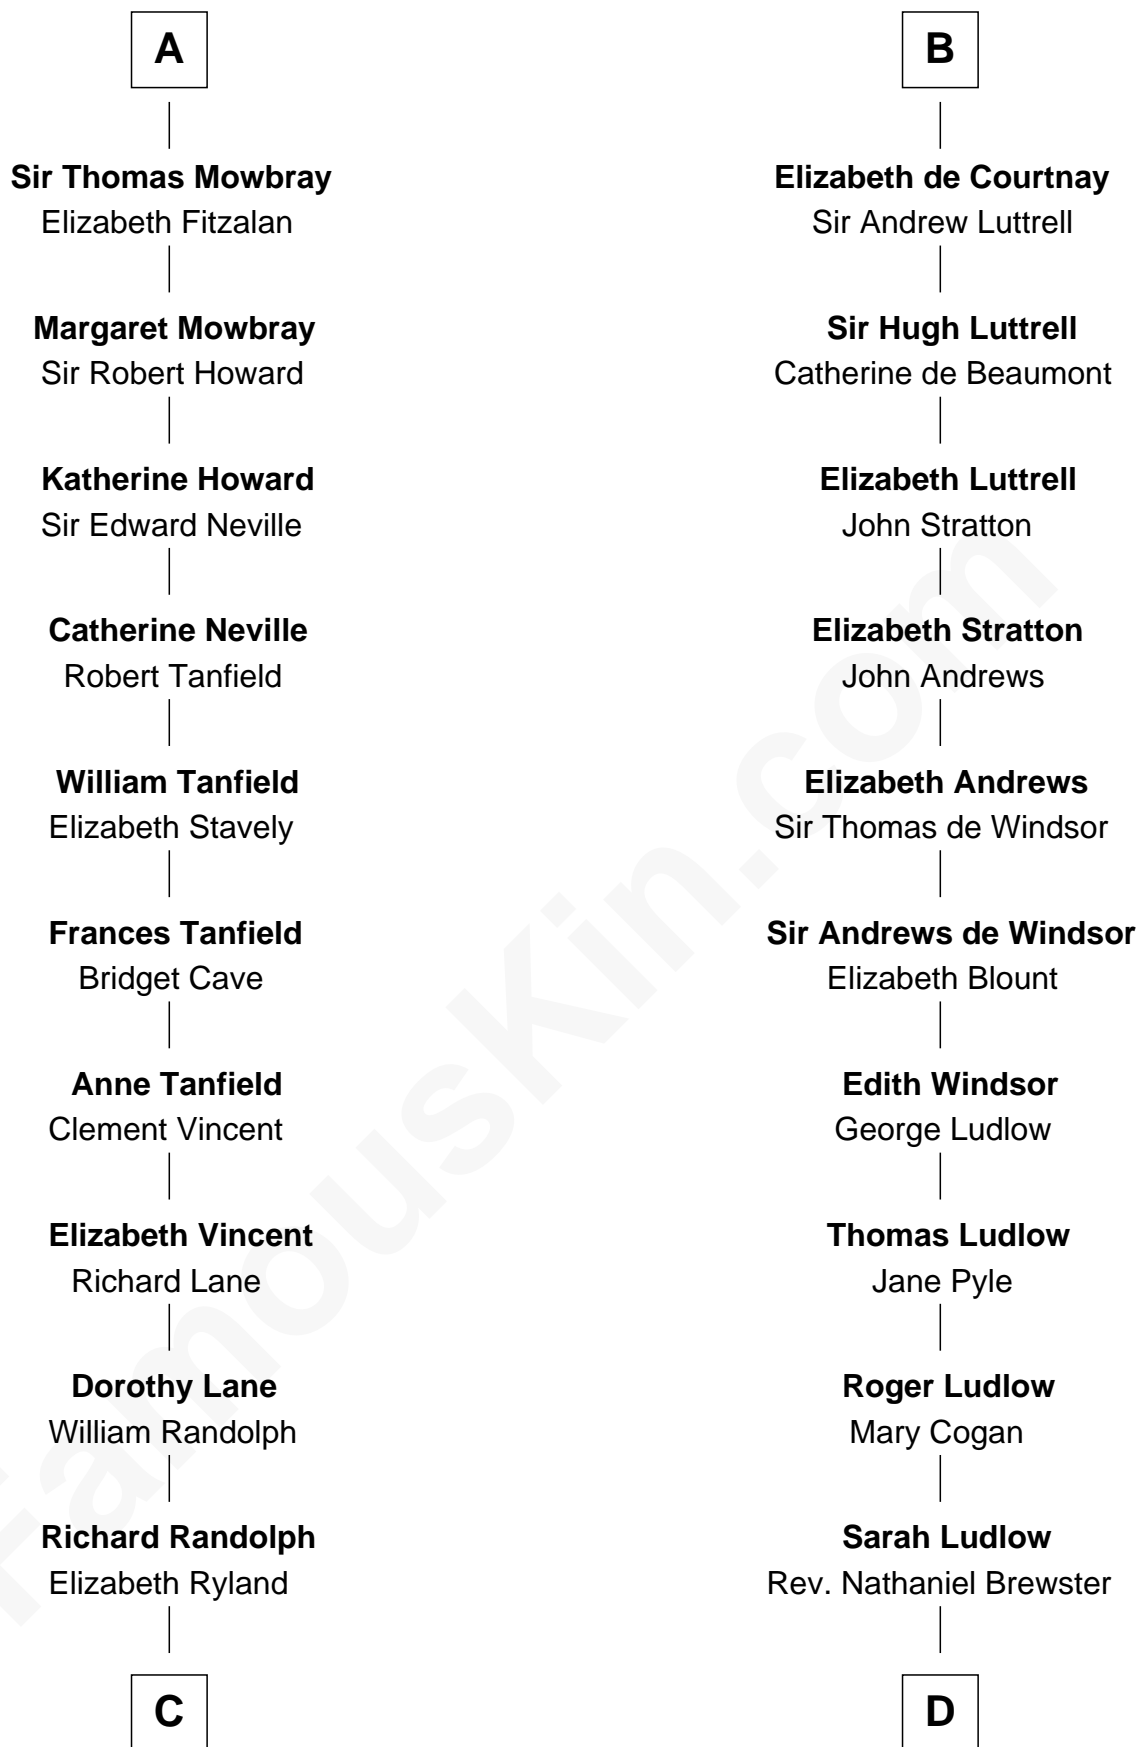 A
Sir Thomas Mowbray
Elizabeth Fitzalan
Margaret Mowbray
Sir Robert Howard
Katherine Howard
Sir Edward Neville
Catherine Neville
Robert Tanfield
William Tanfield
Elizabeth Stavely
Frances Tanfield
Bridget Cave
Anne Tanfield
Clement Vincent
Elizabeth Vincent
Richard Lane
Dorothy Lane
William Randolph
Richard Randolph
Elizabeth Ryland
C
B
Elizabeth de Courtnay
Sir Andrew Luttrell
Sir Hugh Luttrell
Catherine de Beaumont
Elizabeth Luttrell
John Stratton
Elizabeth Stratton
John Andrews
Elizabeth Andrews
Sir Thomas de Windsor
Sir Andrews de Windsor
Elizabeth Blount
Edith Windsor
George Ludlow
Thomas Ludlow
Jane Pyle
Roger Ludlow
Mary Cogan
Sarah Ludlow
Rev. Nathaniel Brewster
D
FamousKin.com